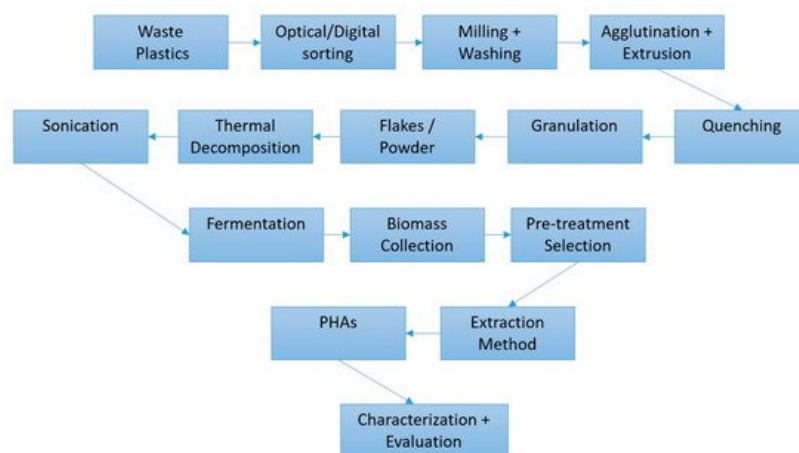 Waste
Plastics
Optical/Digital
sorting
Milling +
Washing
Agglutination +
Extrusion
Sonication
Thermal
Decomposition
Flakes /
Powder
Granulation
Quenching
Fermentation
Biomass
Collection
Pre-treatment
Selection
PHAs
Extraction
Method
Characterization +
Evaluation